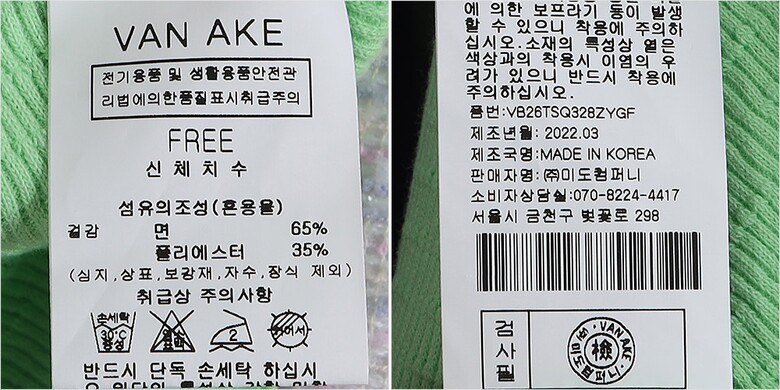 VAN AKE
전기용품 및 생활용품안전관
리법에의한품질표시취급주의
FREE
신체치수
섬유의조성(혼용율)
겉감 면 65%
폴리에스터 35%
(심지,상표,보강재,자수,장식 제외)
취급상 주의사항
손세탁
30℃
중성
염소
표백
2
드라이
반드시 단독 손세탁 하십시
에 의한 보프라기 등이 발생
할 수 있으니 착용에 주의하
십시오.소재의 특성상 옅은
색상과의 착용시 이염의 우
려가 있으니 반드시 착용에
주의하십시오.
품번:VB26TSQ328ZYGF
제조년월: 2022.03
제조국명:MADE IN KOREA
판매자명:㈜미도컴퍼니
소비자상담실:070-8224-4417
서울시 금천구 벚꽃로 298
검
사
필
VAN AKE
檢
㈜미도컴퍼니